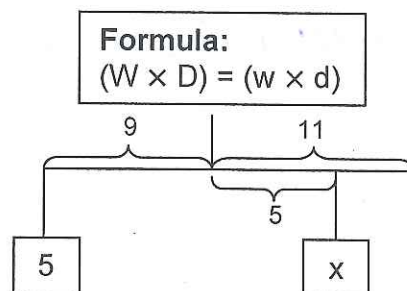 Formula:
(W × D) = (w × d)
9
11
5
5
x